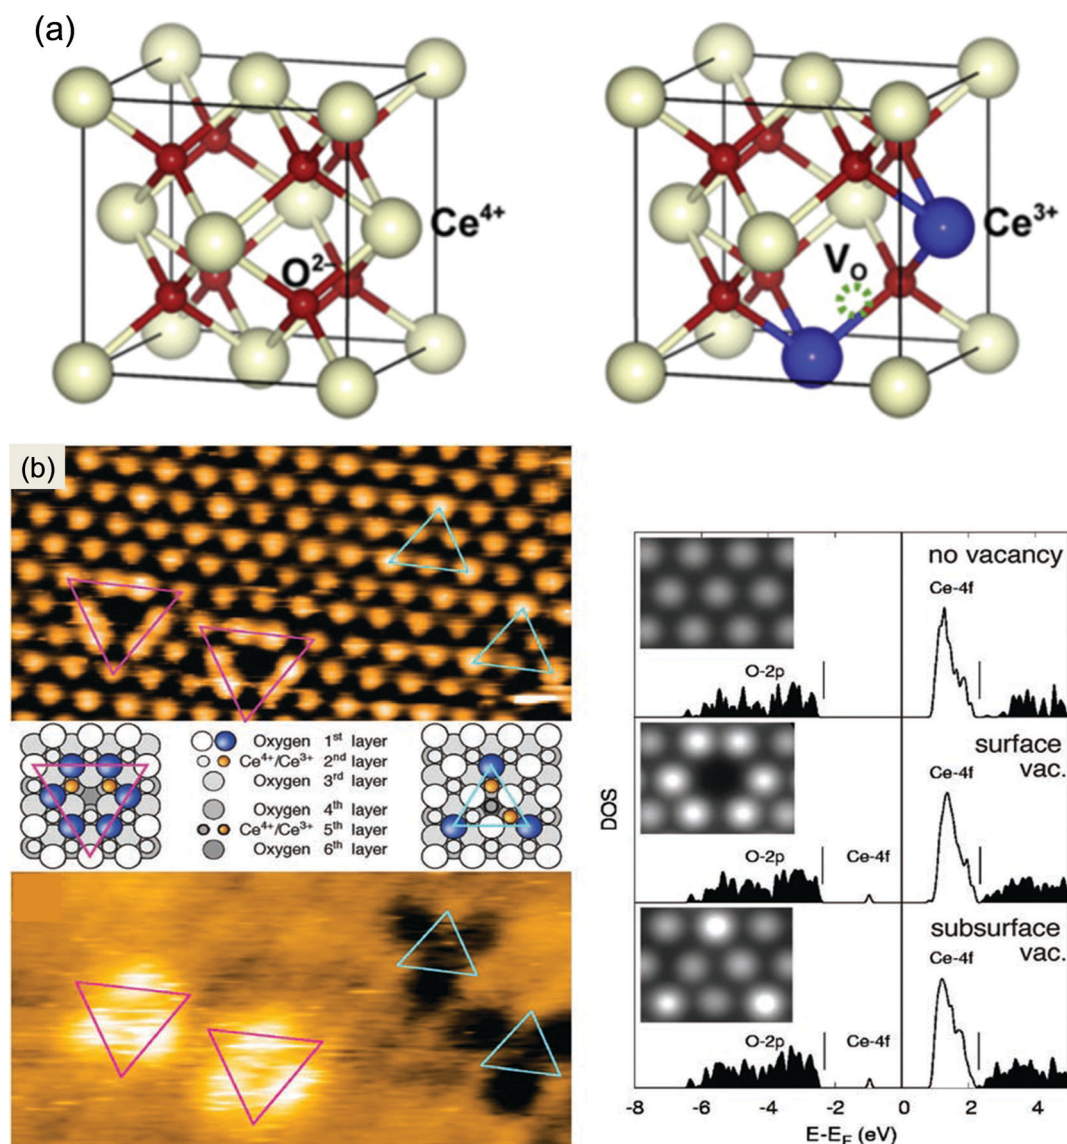 (a)
Ce⁴⁺
O²⁻
Ce³⁺
V_O
(b)
Oxygen 1st layer
Ce⁴⁺/Ce³⁺ 2nd layer
Oxygen 3rd layer
Oxygen 4th layer
Ce⁴⁺/Ce³⁺ 5th layer
Oxygen 6th layer
no vacancy
Ce-4f
O-2p
surface
vac.
Ce-4f
O-2p Ce-4f
subsurface
vac.
Ce-4f
O-2p Ce-4f
DOS
-8 -6 -4 -2 0 2 4
E-E_F (eV)